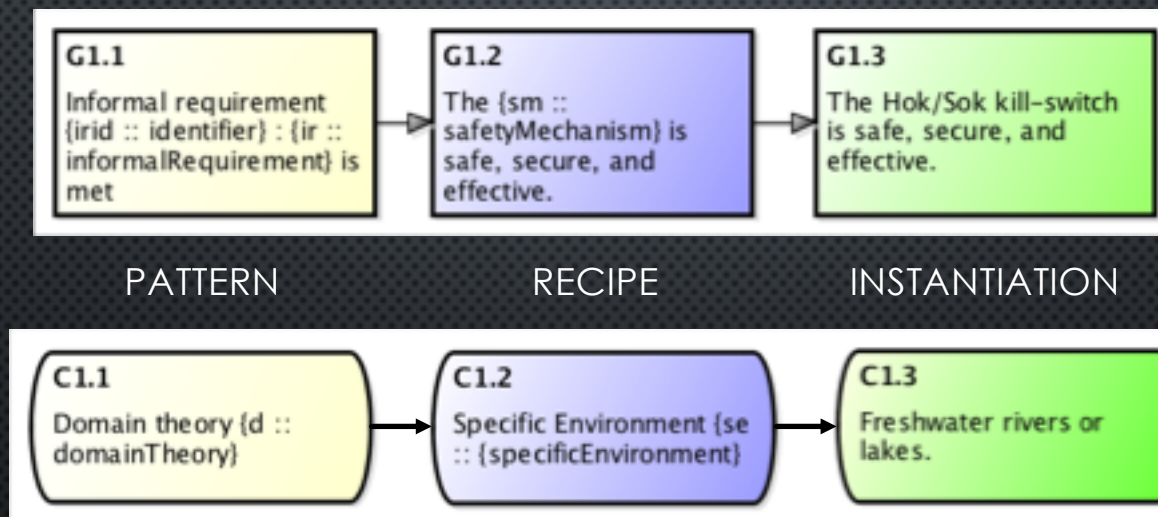 G1.1
Informal requirement
{irid :: identifier} : {ir ::
informalRequirement} is
met
G1.2
The {sm ::
safetyMechanism} is
safe, secure, and
effective.
G1.3
The Hok/Sok kill-switch
is safe, secure, and
effective.
PATTERN
RECIPE
INSTANTIATION
C1.1
Domain theory {d ::
domainTheory}
C1.2
Specific Environment {se
:: {specificEnvironment}
C1.3
Freshwater rivers or
lakes.